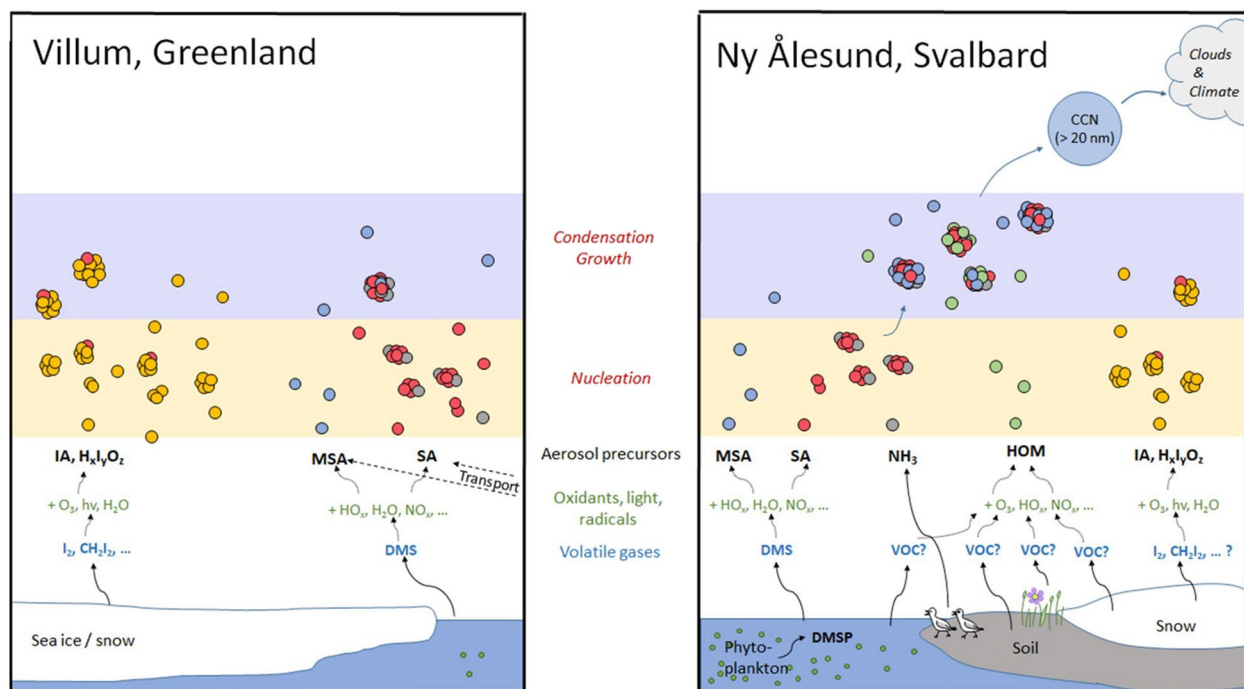 Villum, Greenland
IA, HₓIᵧO_z
+ O₃, hv, H₂O
I₂, CH₂I₂, ...
Sea ice / snow
MSA
SA
Transport
+ HOₓ, H₂O, NOₓ, ...
DMS
Condensation
Growth
Nucleation
Aerosol precursors
Oxidants, light,
radicals
Volatile gases
Ny Ålesund, Svalbard
Clouds
&
Climate
CCN
(> 20 nm)
MSA
SA
NH₃
HOM
IA, HₓIᵧO_z
+ HOₓ, H₂O, NOₓ, ...
+ O₃, HOₓ, NOₓ, ...
+ O₃, hv, H₂O
DMS
VOC?
VOC?
VOC?
VOC?
I₂, CH₂I₂, ... ?
Phyto-
plankton
DMSP
Soil
Snow